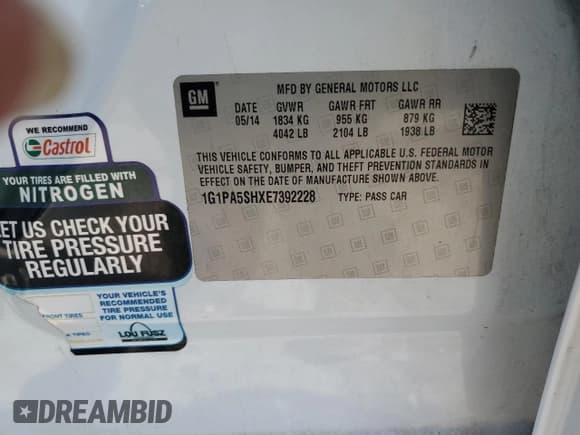 GM
MFD BY GENERAL MOTORS LLC
DATE GVWR GAWR FRT GAWR RR
05/14 1834 KG 955 KG 879 KG
4042 LB 2104 LB 1938 LB
THIS VEHICLE CONFORMS TO ALL APPLICABLE U.S. FEDERAL MOTOR
VEHICLE SAFETY, BUMPER, AND THEFT PREVENTION STANDARDS IN
EFFECT ON THE DATE OF MANUFACTURE SHOWN ABOVE.
1G1PA5SHXE7392228 TYPE: PASS CAR
WE RECOMMEND
Castrol
YOUR TIRES ARE FILLED WITH
NITROGEN
LET US CHECK YOUR
TIRE PRESSURE
REGULARLY
YOUR VEHICLE'S
RECOMMENDED
TIRE PRESSURE
FOR NORMAL USE
FRONT TIRES
LOU FUSZ
DREAMBID